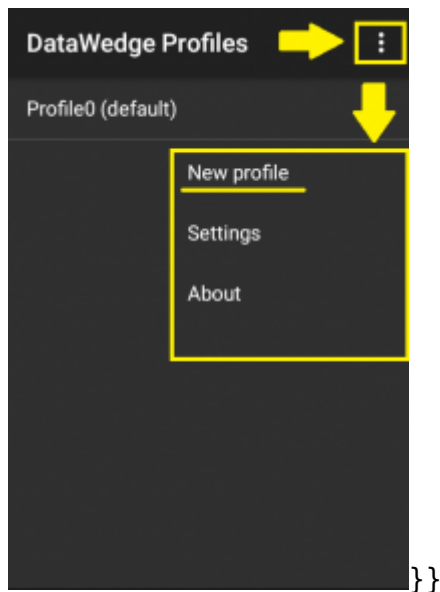 DataWedge Profiles
Profile0 (default)
New profile
Settings
About
}}